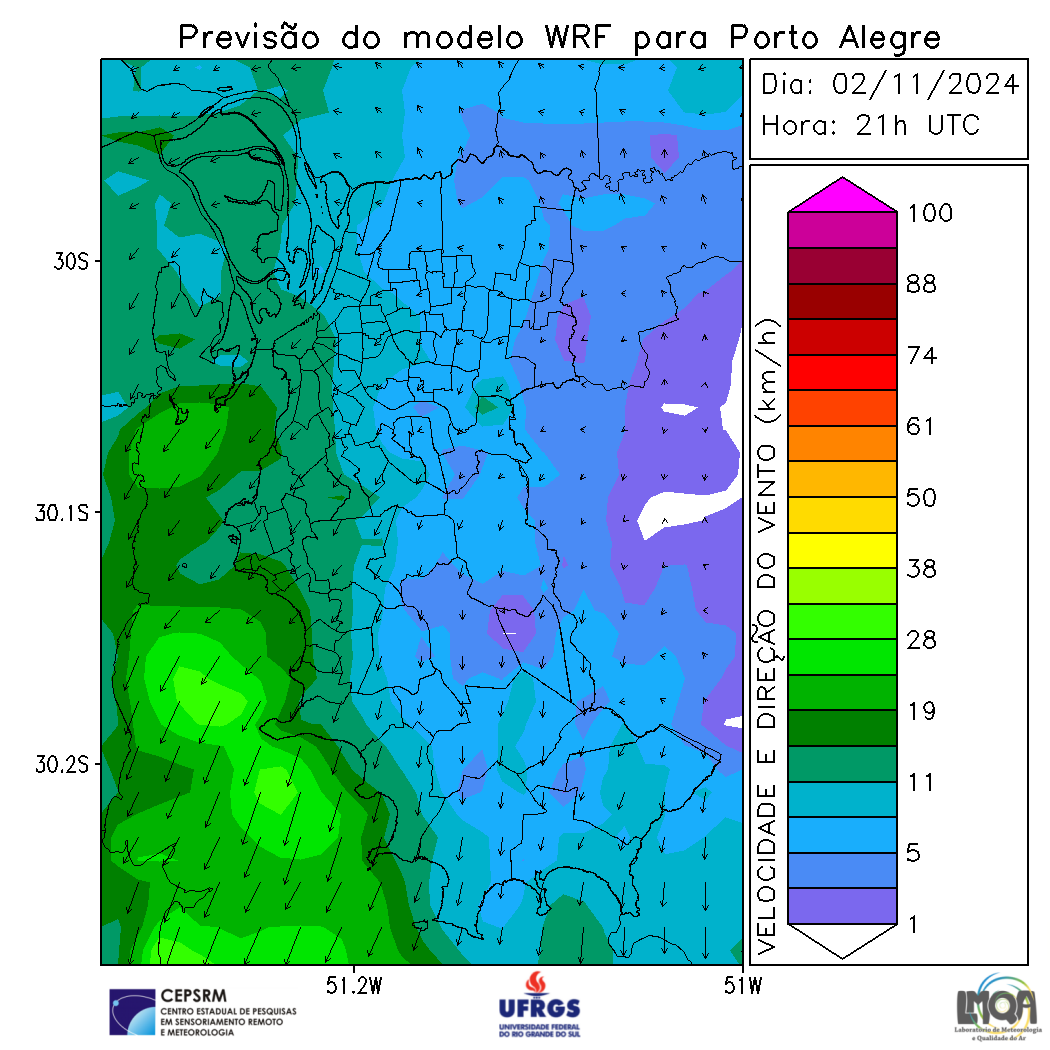 Previsão do modelo WRF para Porto Alegre
Dia: 02/11/2024
Hora: 21h UTC
30S
30.1S
30.2S
51.2W
51W
VELOCIDADE E DIREÇÃO DO VENTO (km/h)
100
88
74
61
50
38
28
19
11
5
1
CEPSRM
CENTRO ESTADUAL DE PESQUISAS
EM SENSORIAMENTO REMOTO
E METEOROLOGIA
UFRGS
UNIVERSIDADE FEDERAL
DO RIO GRANDE DO SUL
LMQA
Laboratório de Meteorologia
e Qualidade do Ar